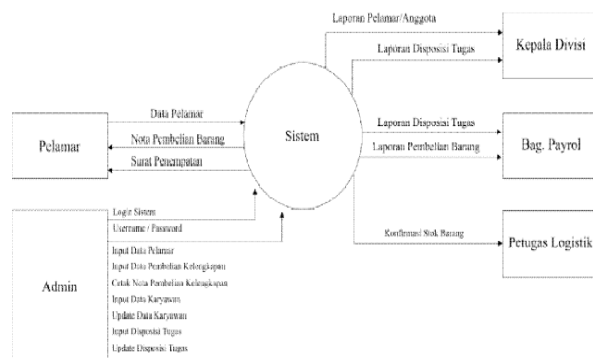 Laporan Pelamar/Anggota
Kepala Divisi
Laporan Disposisi Tugas
Data Pelamar
Sistem
Laporan Disposisi Tugas
Pelamar
Nota Pembelian Barang
Bag. Payrol
Laporan Pembelian Barang
Surat Penempatan
Login Sistem
Username / Password
Konfirmasi Stok Barang
Petugas Logistik
Input Data Pelamar
Input Data Pembelian Kelengkapan
Admin
Cetak Nota Pembelian Kelengkapan
Input Data Karyawan
Update Data Karyawan
Input Disposisi Tugas
Update Disposisi Tugas